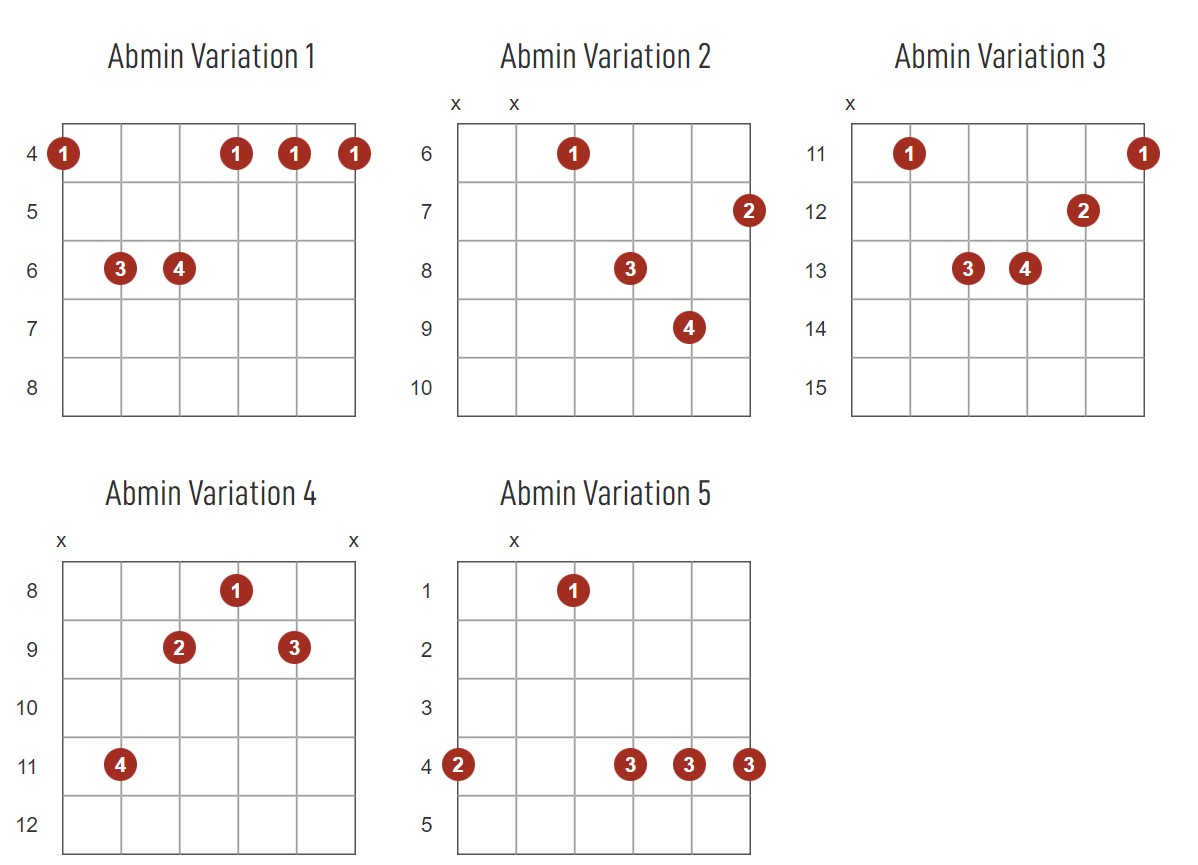 Abmin Variation 1
Abmin Variation 2
Abmin Variation 3
x x
x
4 1 1 1 1
5
6 3 4
7
8
6 1
7 2
8 3
9 4
10
11 1 1
12 2
13 3 4
14
15
Abmin Variation 4
Abmin Variation 5
x x
x
8 1
9 2 3
10
11 4
12
1 1
2
3
4 2 3 3 3
5